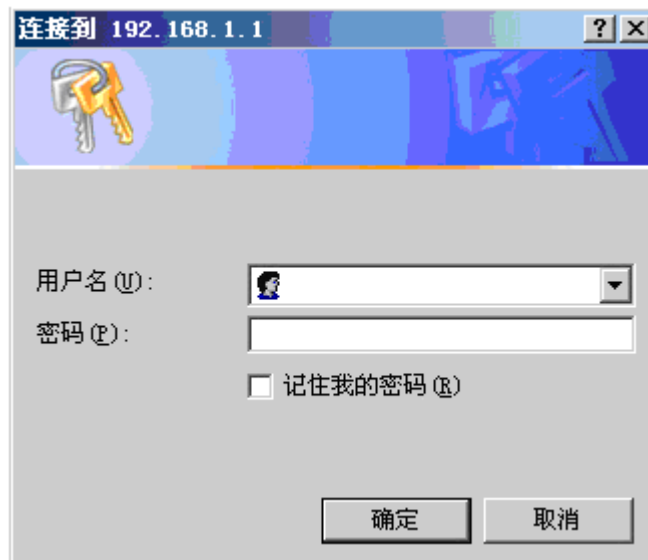 连接到 192.168.1.1
用户名(U):
密码(P):
记住我的密码(R)
确定 取消